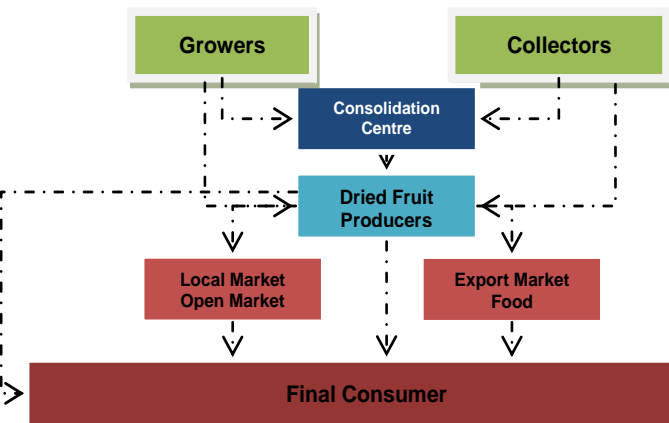 Growers
Collectors
Consolidation
Centre
Dried Fruit
Producers
Local Market
Open Market
Export Market
Food
Final Consumer